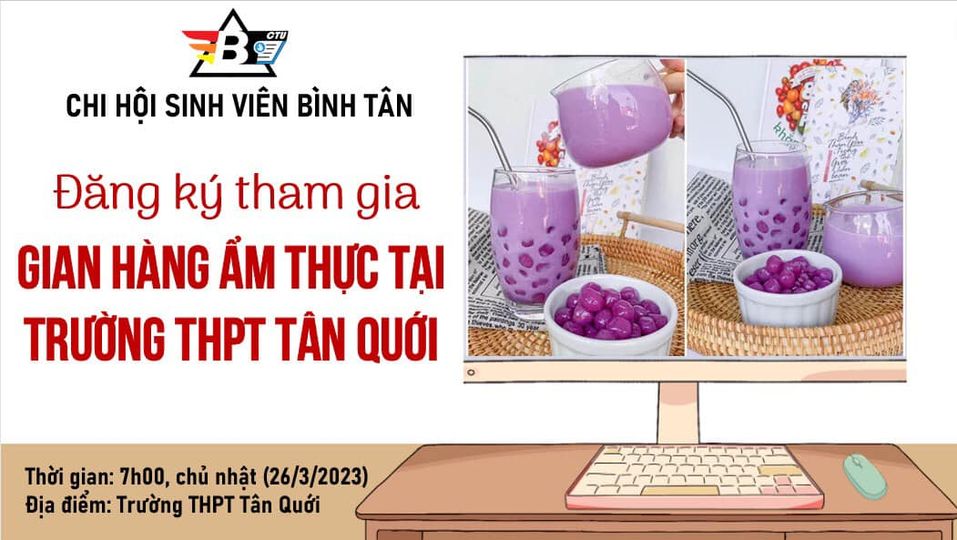 B
CTU
CHI HỘI SINH VIÊN BÌNH TÂN
Đăng ký tham gia
GIAN HÀNG ẨM THỰC TẠI
TRƯỜNG THPT TÂN QUỚI
Thời gian: 7h00, chủ nhật (26/3/2023)
Địa điểm: Trường THPT Tân Quới